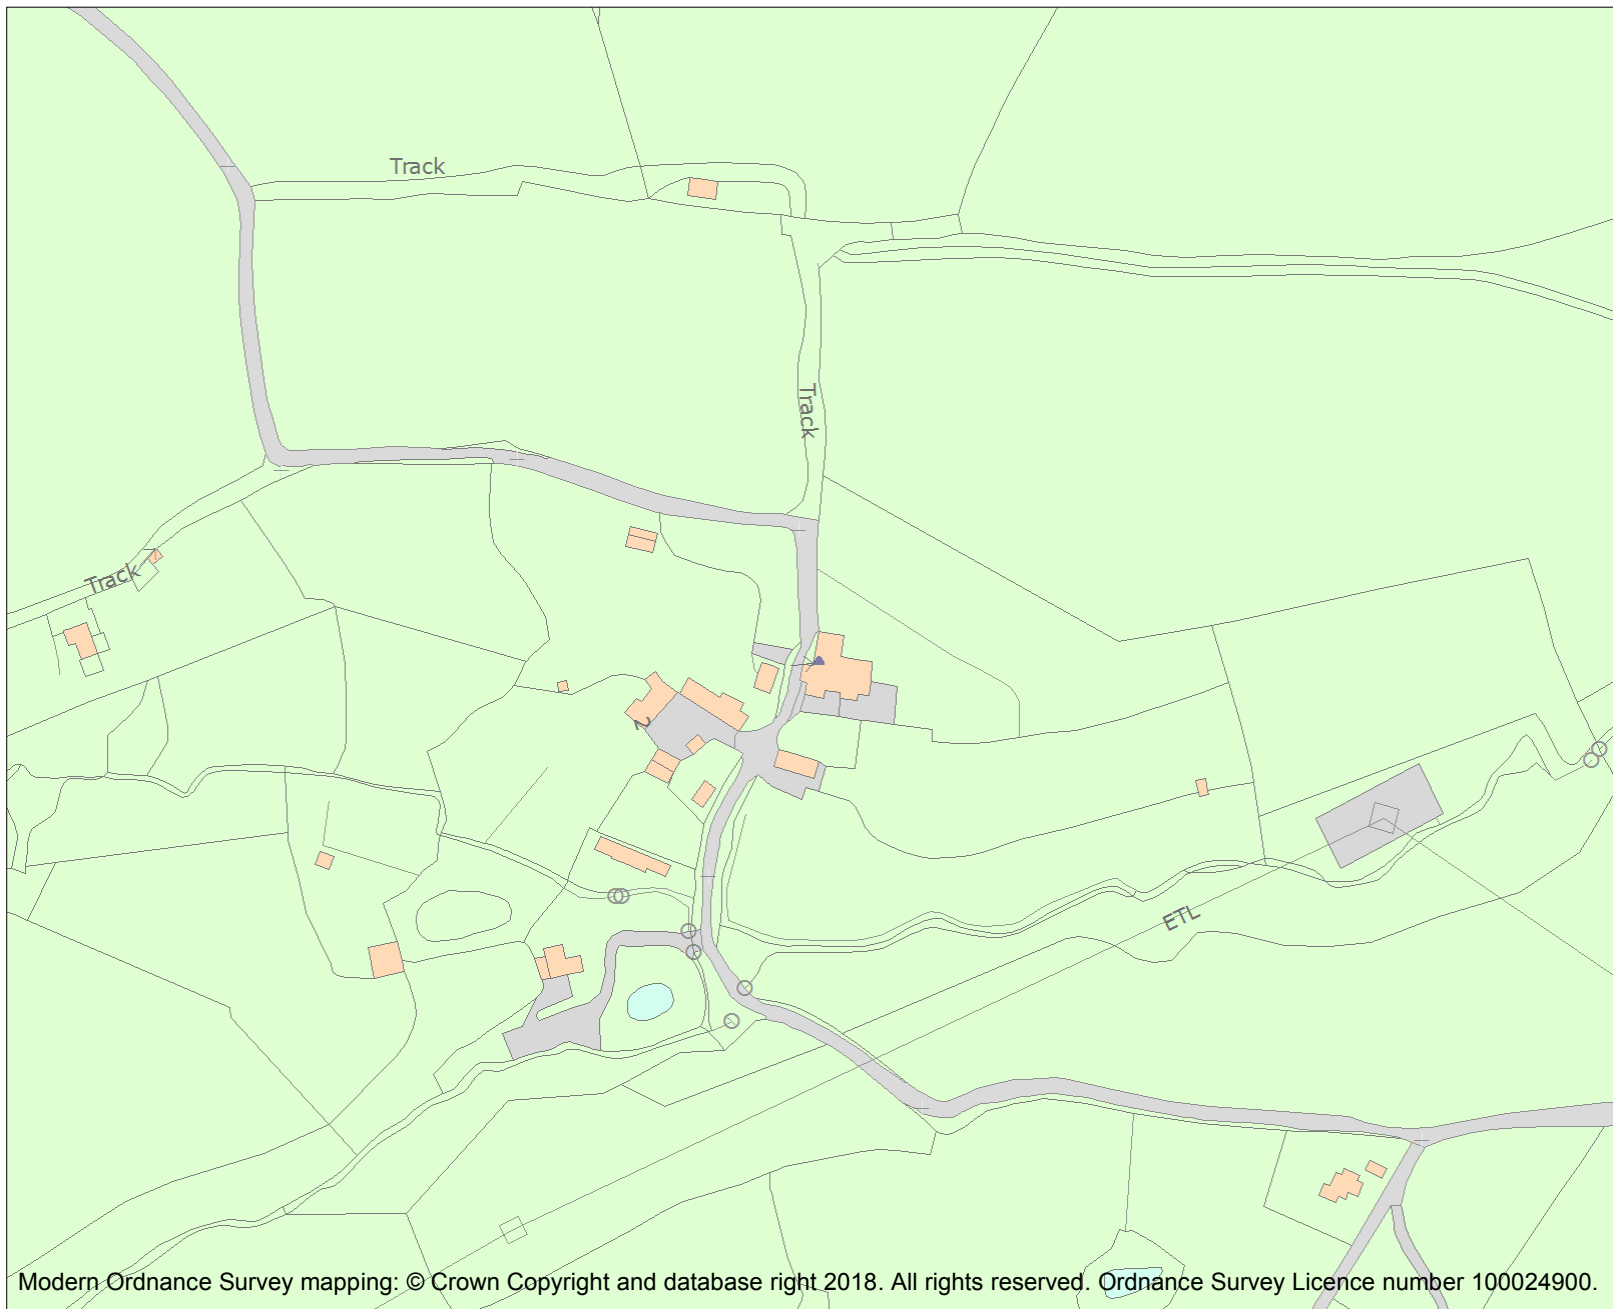 Track
Track
Track
2
ETL
Modern Ordnance Survey mapping: © Crown Copyright and database right 2018. All rights reserved. Ordnance Survey Licence number 100024900.